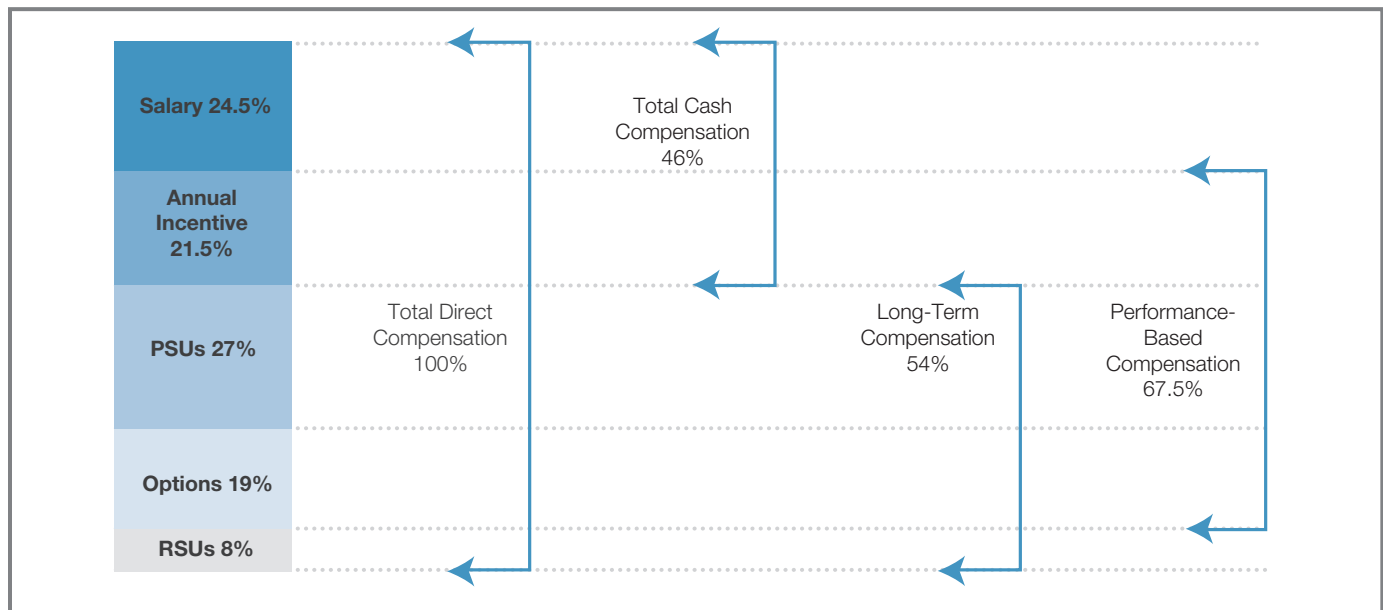 Salary 24.5%
Annual
Incentive
21.5%
PSUs 27%
Options 19%
RSUs 8%
Total Direct
Compensation
100%
Total Cash
Compensation
46%
Long-Term
Compensation
54%
Performance-
Based
Compensation
67.5%